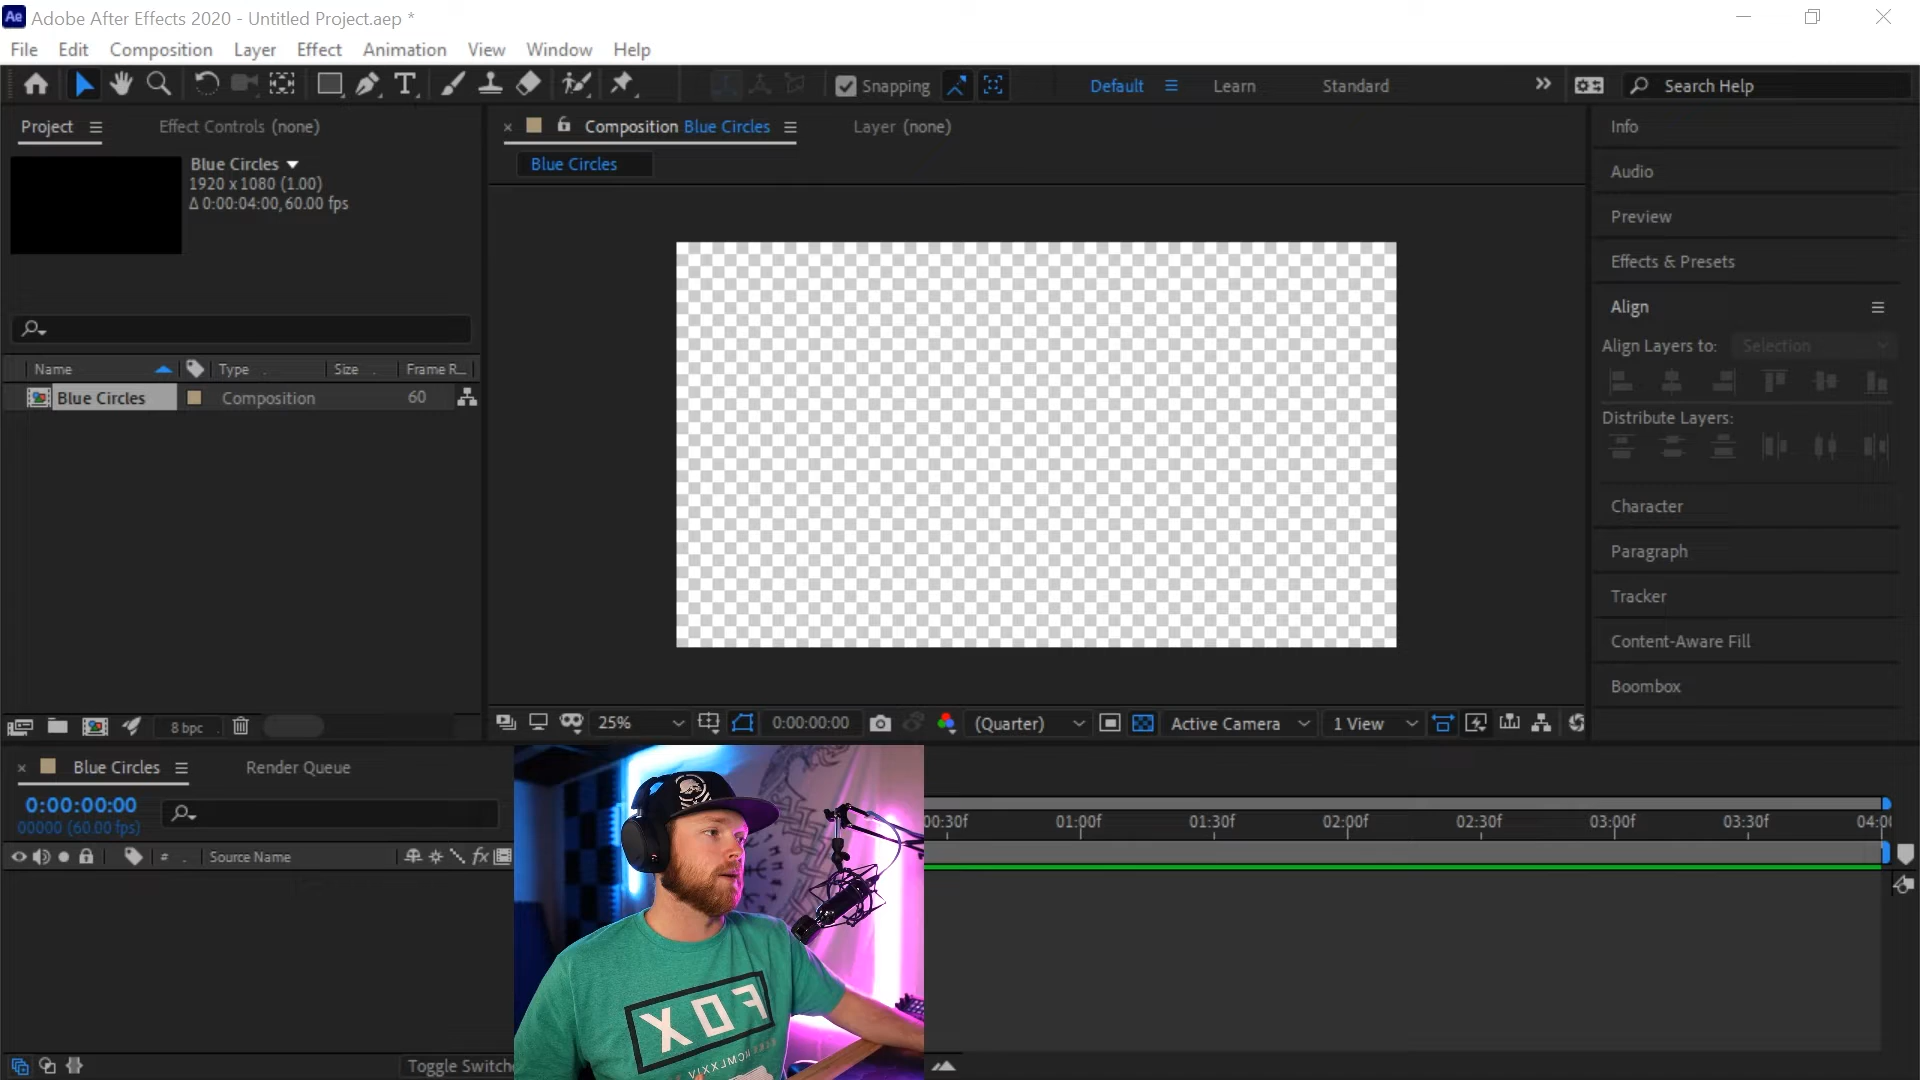 Ae Adobe After Effects 2020 - Untitled Project.aep *
File Edit Composition Layer Effect Animation View Window Help
T Snapping Default Learn Standard Search Help
Project Effect Controls (none)
Blue Circles
1920 x 1080 (1.00)
Δ 0:00:04:00, 60.00 fps
Name Type Size Frame R...
Blue Circles Composition 60
8 bpc
Composition Blue Circles Layer (none)
Blue Circles
25% 0:00:00:00 (Quarter) Active Camera 1 View
Info
Audio
Preview
Effects & Presets
Align
Align Layers to: Selection
Distribute Layers:
Character
Paragraph
Tracker
Content-Aware Fill
Boombox
Blue Circles Render Queue
0:00:00:00
00000 (60.00 fps)
# Source Name fx
00:30f 01:00f 01:30f 02:00f 02:30f 03:00f 03:30f 04:0
Toggle Switche
FOX